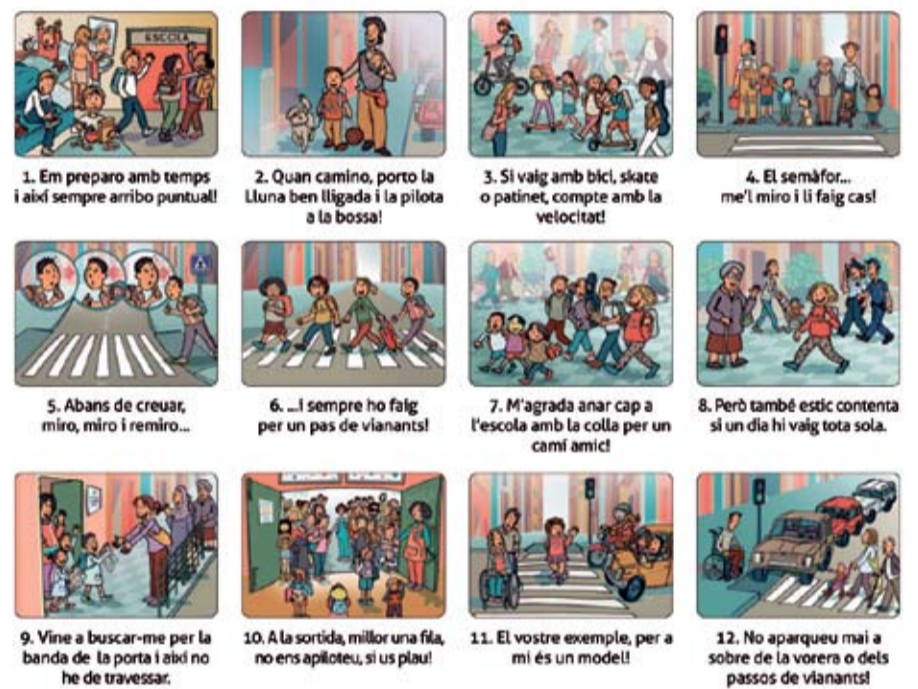 ESCOLA
1. Em preparo amb temps
i així sempre arribo puntual!
2. Quan camino, porto la
Lluna ben lligada i la pilota
a la bossa!
3. Si vaig amb bici, skate
o patinet, compte amb la
velocitat!
4. El semàfor...
me'l miro i li faig cas!
5. Abans de creuar,
miro, miro i remiro...
6. ...i sempre ho faig
per un pas de vianants!
7. M'agrada anar cap a
l'escola amb la colla per un
camí amic!
8. Però també estic contenta
si un dia hi vaig tota sola.
9. Vine a buscar-me per la
banda de la porta i així no
he de travessar.
10. A la sortida, millor una fila,
no ens apiloteu, si us plau!
11. El vostre exemple, per a
mi és un model!
12. No aparqueu mai a
sobre de la vorera o dels
passos de vianants!